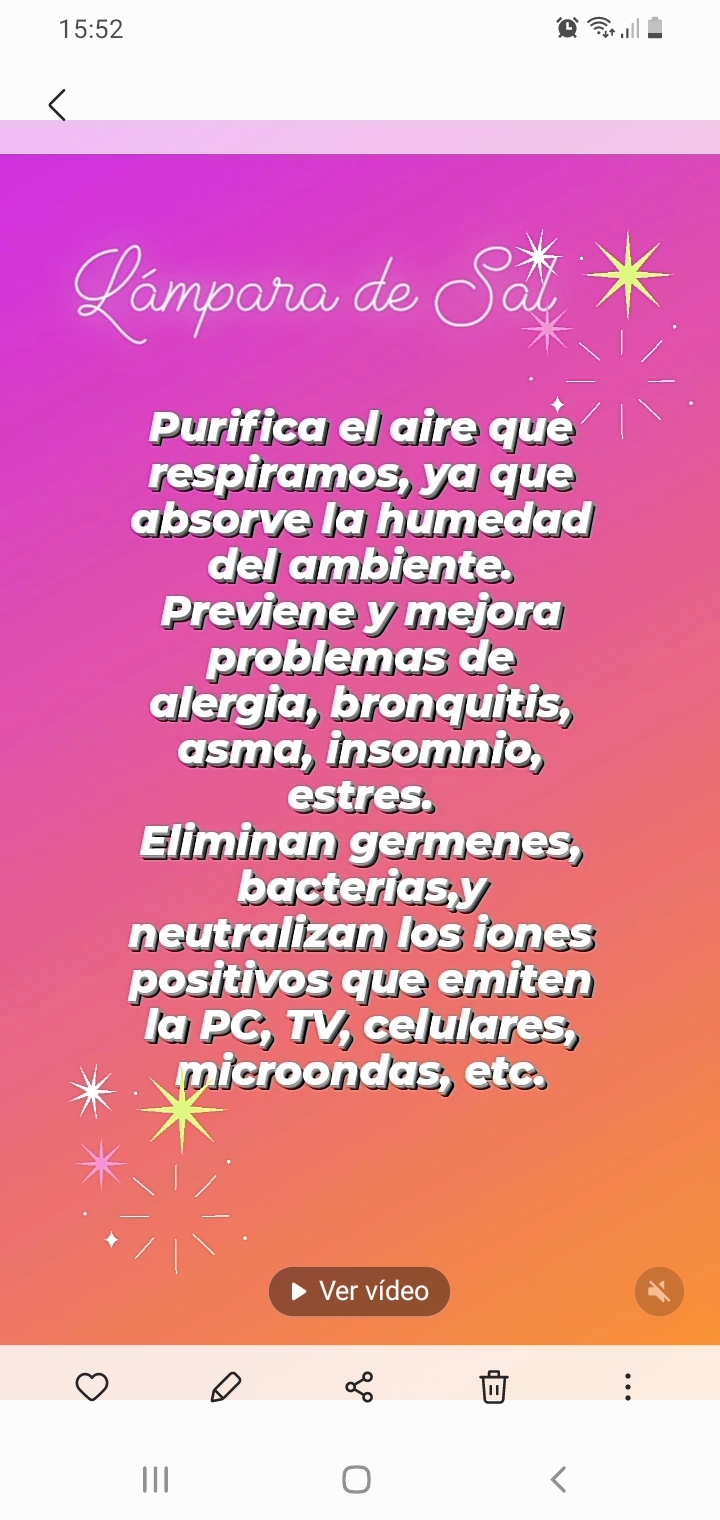 15:52
Lámpara de Sal
Purifica el aire que
respiramos, ya que
absorve la humedad
del ambiente.
Previene y mejora
problemas de
alergia, bronquitis,
asma, insomnio,
estres.
Eliminan germenes,
bacterias,y
neutralizan los iones
positivos que emiten
la PC, TV, celulares,
microondas, etc.
Ver vídeo